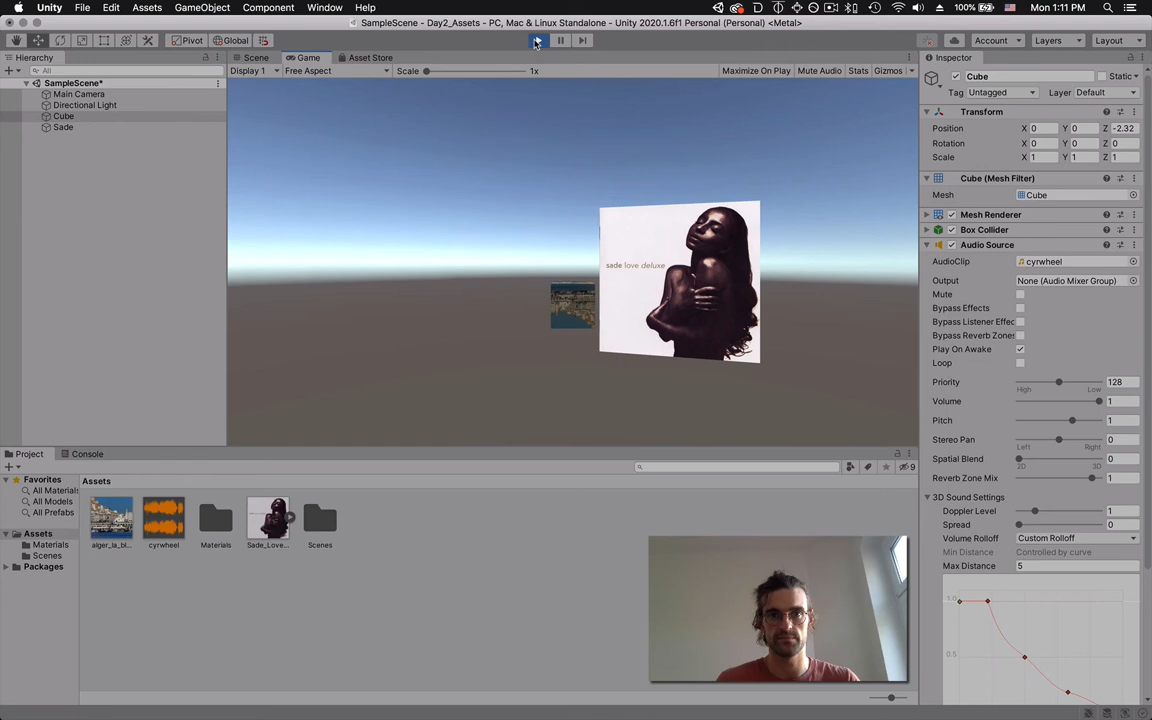 Unity File Edit Assets GameObject Component Window Help 100% Mon 1:11 PM
SampleScene - Day2_Assets - PC, Mac & Linux Standalone - Unity 2020.1.6f1 Personal (Personal) <Metal>
Pivot Global Account Layers Layout
Hierarchy Scene Game Asset Store Inspector
All Display 1 Free Aspect Scale 1x Maximize On Play Mute Audio Stats Gizmos Cube Static
SampleScene* Tag Untagged Layer Default
Main Camera
Directional Light
Cube
Sade
Transform
Position X 0 Y 0 Z -2.32
Rotation X 0 Y 0 Z 0
Scale X 1 Y 1 Z 1
Cube (Mesh Filter)
Mesh Cube
Mesh Renderer
Box Collider
Audio Source
sade love deluxe
AudioClip cyrwheel
Output None (Audio Mixer Group)
Mute
Bypass Effects
Bypass Listener Effec
Bypass Reverb Zones
Play On Awake
Loop
Priority 128
High Low
Volume 1
Pitch 1
Stereo Pan 0
Left Right
Spatial Blend 0
2D 3D
Reverb Zone Mix 1
3D Sound Settings
Doppler Level 1
Spread 0
Volume Rolloff Custom Rolloff
Min Distance Controlled by curve
Max Distance 5
1.0
0.5
Project Console
9
Favorites
All Materials
All Models
All Prefabs
Assets
Materials
Scenes
Packages
Assets
alger_la_bl... cyrwheel Materials Sade_Love... Scenes